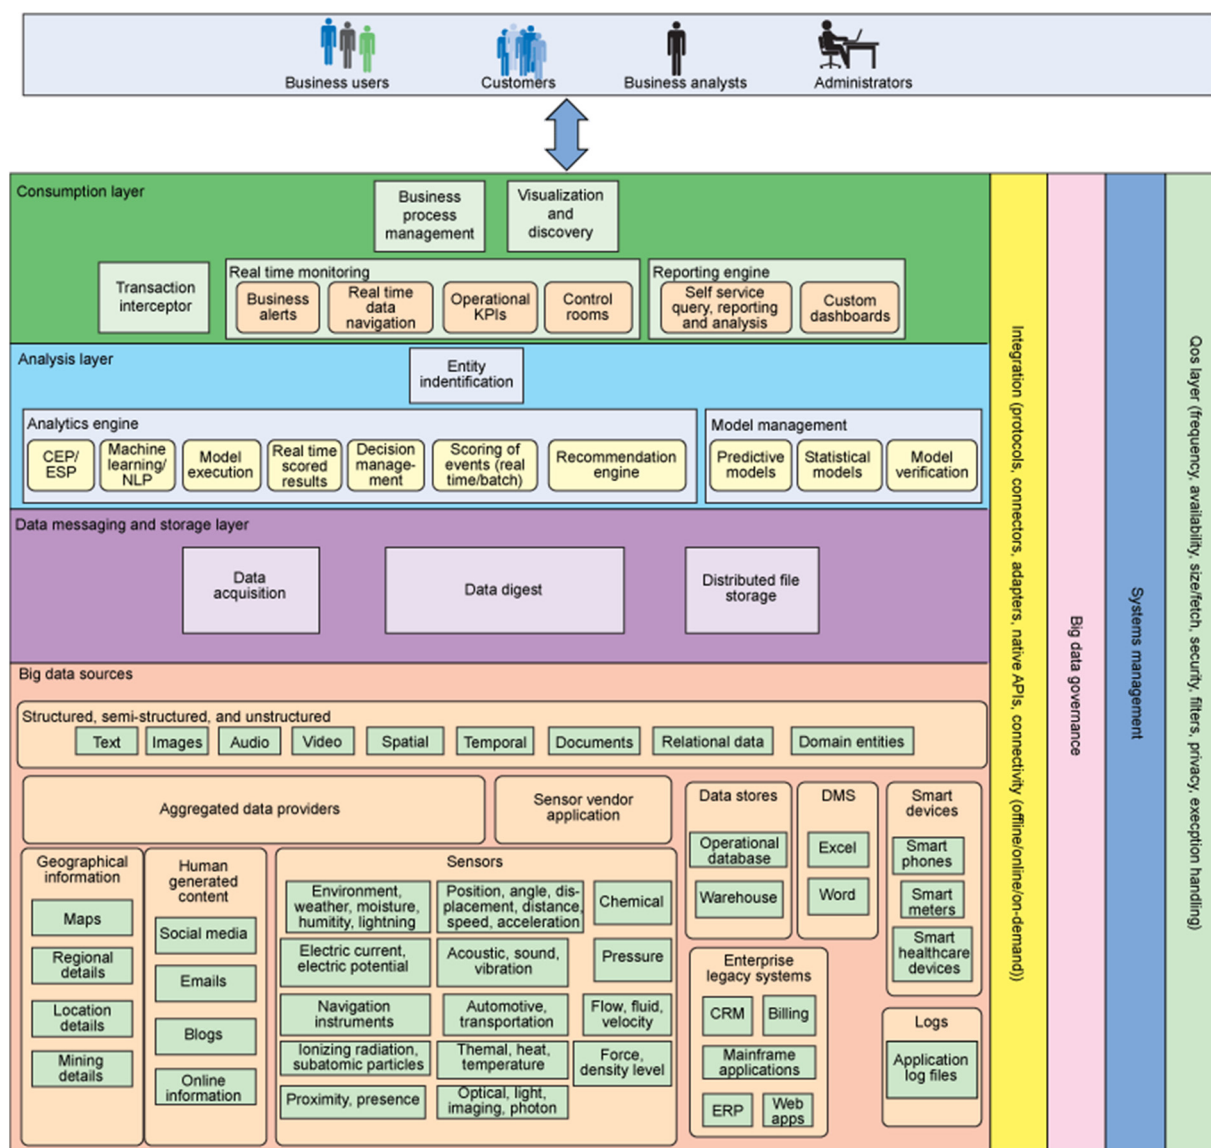 Business users
Customers
Business analysts
Administrators
Consumption layer
Business
process
management
Visualization
and
discovery
Transaction
interceptor
Real time monitoring
Business
alerts
Real time
data
navigation
Operational
KPIs
Control
rooms
Reporting engine
Self service
query, reporting
and analysis
Custom
dashboards
Analysis layer
Entity
indentification
Analytics engine
CEP/
ESP
Machine
learning/
NLP
Model
execution
Real time
scored
results
Decision
manage-
ment
Scoring of
events (real
time/batch)
Recommendation
engine
Model management
Predictive
models
Statistical
models
Model
verification
Data messaging and storage layer
Data
acquisition
Data digest
Distributed file
storage
Big data sources
Structured, semi-structured, and unstructured
Text
Images
Audio
Video
Spatial
Temporal
Documents
Relational data
Domain entities
Aggregated data providers
Sensor vendor
application
Geographical
information
Maps
Regional
details
Location
details
Mining
details
Human
generated
content
Social media
Emails
Blogs
Online
information
Sensors
Environment,
weather, moisture,
humidity, lightning
Position, angle, dis-
placement, distance,
speed, acceleration
Chemical
Electric current,
electric potential
Acoustic, sound,
vibration
Pressure
Navigation
instruments
Automotive,
transportation
Flow, fluid,
velocity
Ionizing radiation,
subatomic particles
Themal, heat,
temperature
Force,
density level
Proximity, presence
Optical, light,
imaging, photon
Data stores
Operational
database
Warehouse
DMS
Excel
Word
Smart
devices
Smart
phones
Smart
meters
Smart
healthcare
devices
Enterprise
legacy systems
CRM
Billing
Mainframe
applications
ERP
Web
apps
Logs
Application
log files
Integration (protocols, connectors, adapters, native APIs, connectivity (offline/online/on-demand))
Big data governance
Systems management
Qos layer (frequency, availability, size/fetch, security, filters, privacy, execption handling)